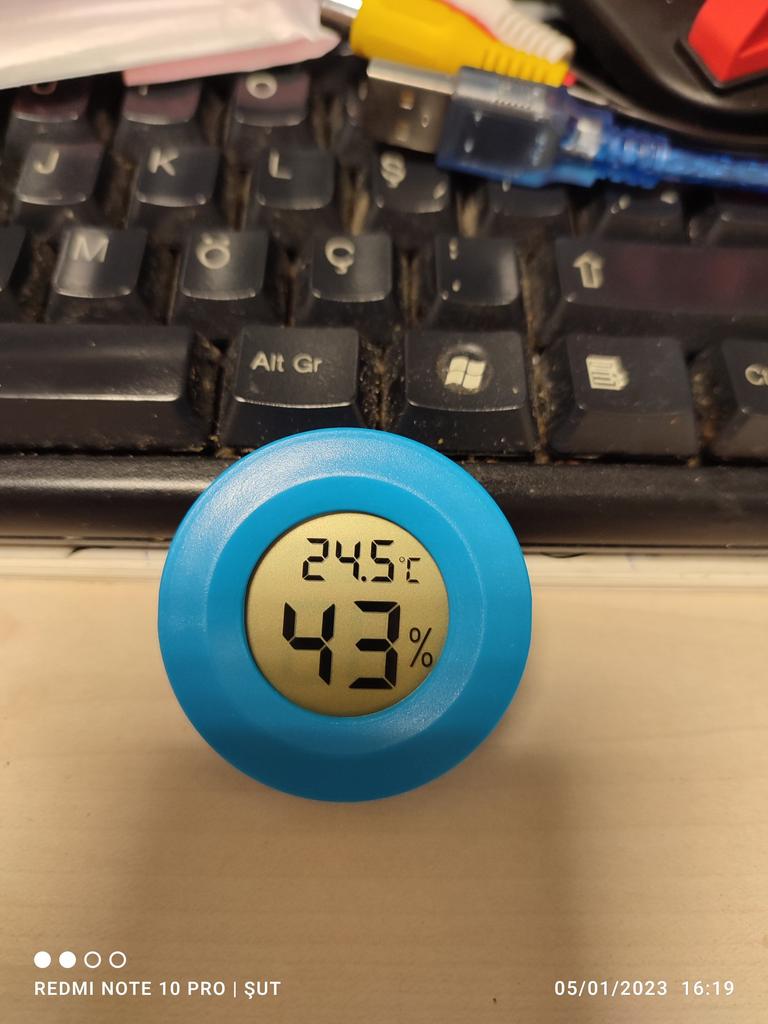 J K L Ş
M Ö Ç : .
Alt Gr
24.5°C
43%
REDMI NOTE 10 PRO | ŞUT
05/01/2023 16:19